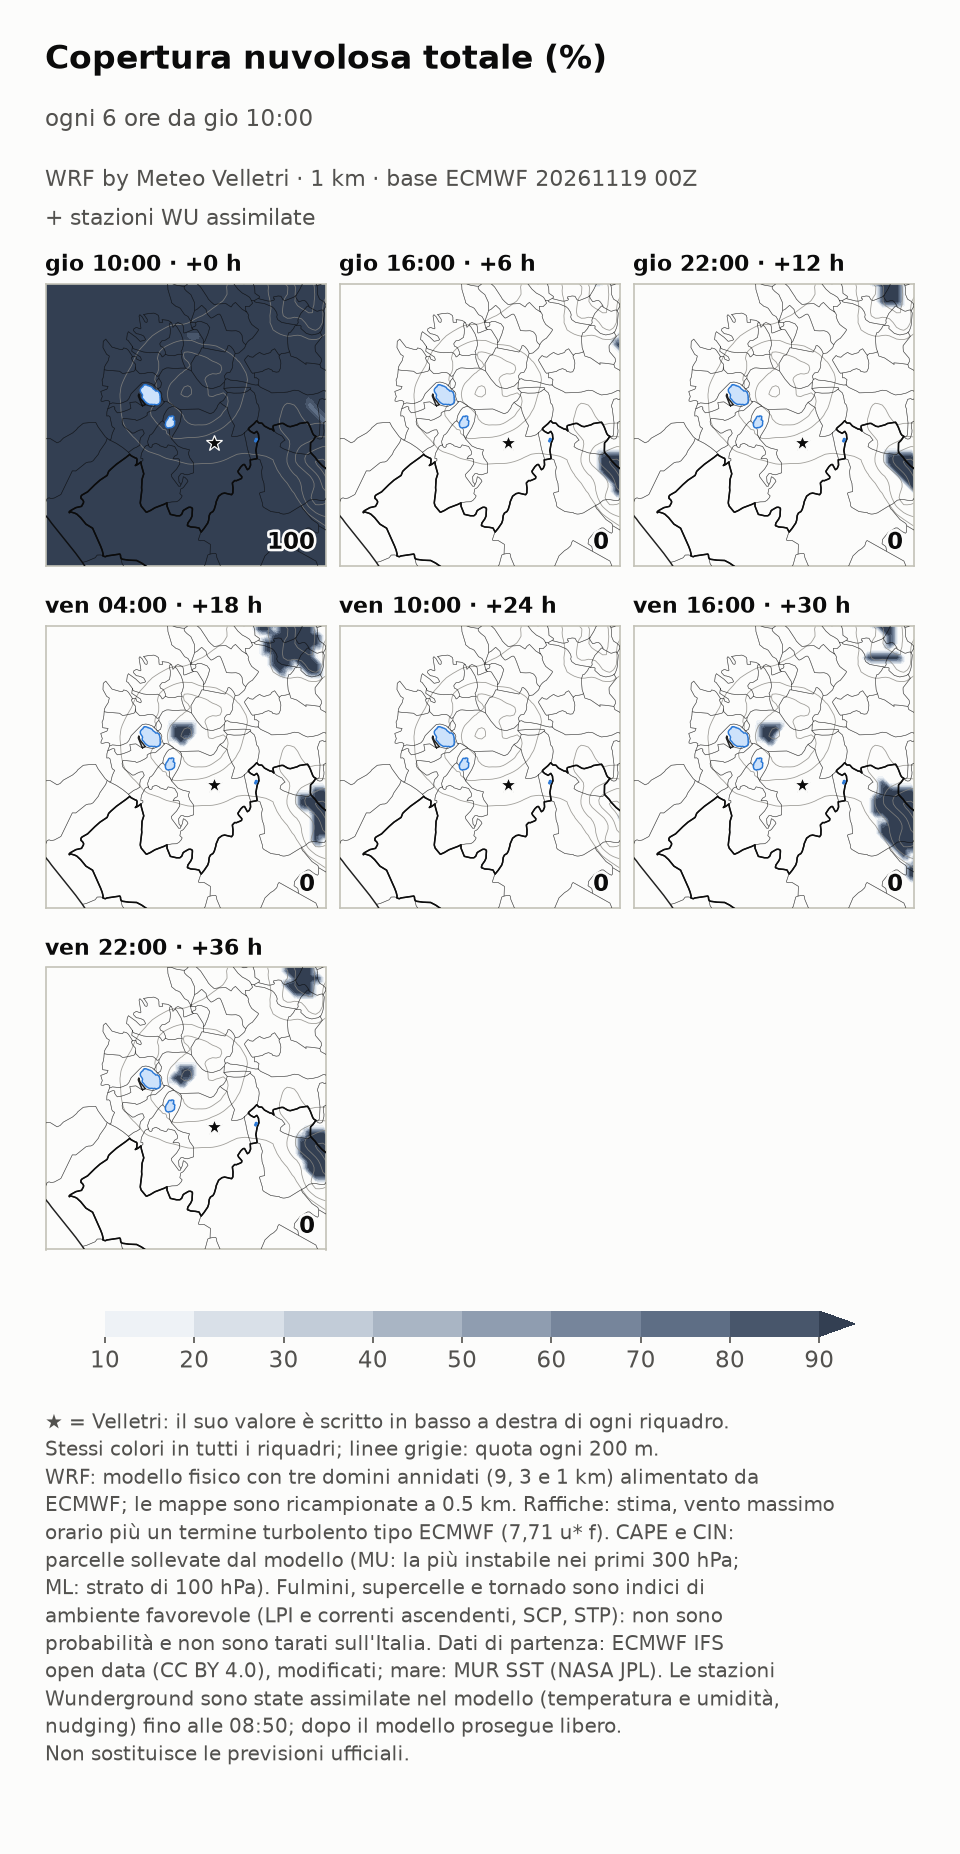 Copertura nuvolosa totale (%)
ogni 6 ore da gio 10:00
WRF by Meteo Velletri · 1 km · base ECMWF 20261119 00Z
+ stazioni WU assimilate
gio 10:00 · +0 h
gio 16:00 · +6 h
gio 22:00 · +12 h
100
0
0
ven 04:00 · +18 h
ven 10:00 · +24 h
ven 16:00 · +30 h
0
0
0
ven 22:00 · +36 h
0
10 20 30 40 50 60 70 80 90
★ = Velletri: il suo valore è scritto in basso a destra di ogni riquadro.
Stessi colori in tutti i riquadri; linee grigie: quota ogni 200 m.
WRF: modello fisico con tre domini annidati (9, 3 e 1 km) alimentato da
ECMWF; le mappe sono ricampionate a 0.5 km. Raffiche: stima, vento massimo
orario più un termine turbolento tipo ECMWF (7,71 u* f). CAPE e CIN:
parcelle sollevate dal modello (MU: la più instabile nei primi 300 hPa;
ML: strato di 100 hPa). Fulmini, supercelle e tornado sono indici di
ambiente favorevole (LPI e correnti ascendenti, SCP, STP): non sono
probabilità e non sono tarati sull'Italia. Dati di partenza: ECMWF IFS
open data (CC BY 4.0), modificati; mare: MUR SST (NASA JPL). Le stazioni
Wunderground sono state assimilate nel modello (temperatura e umidità,
nudging) fino alle 08:50; dopo il modello prosegue libero.
Non sostituisce le previsioni ufficiali.